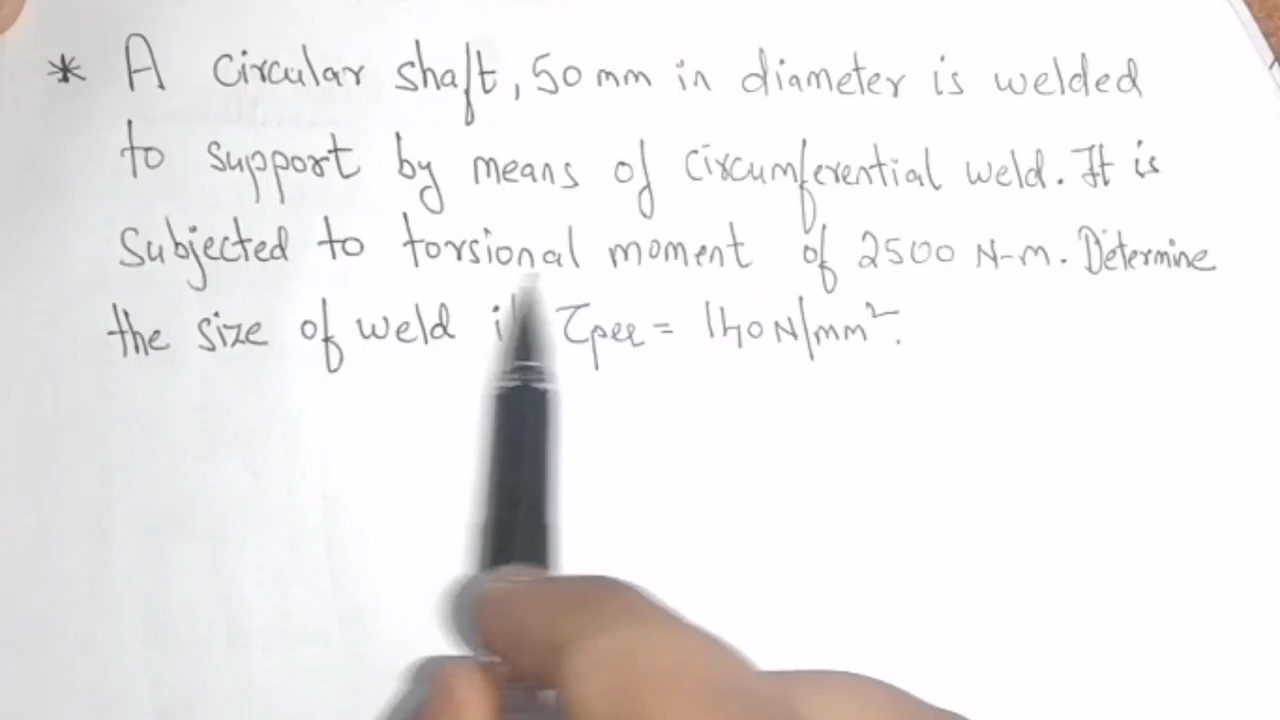 * A circular shaft, 50 mm in diameter is welded
to support by means of circumferential weld. It is
Subjected to torsional moment of 2500 N-m. Determine
the size of weld τper = 140 N/mm².